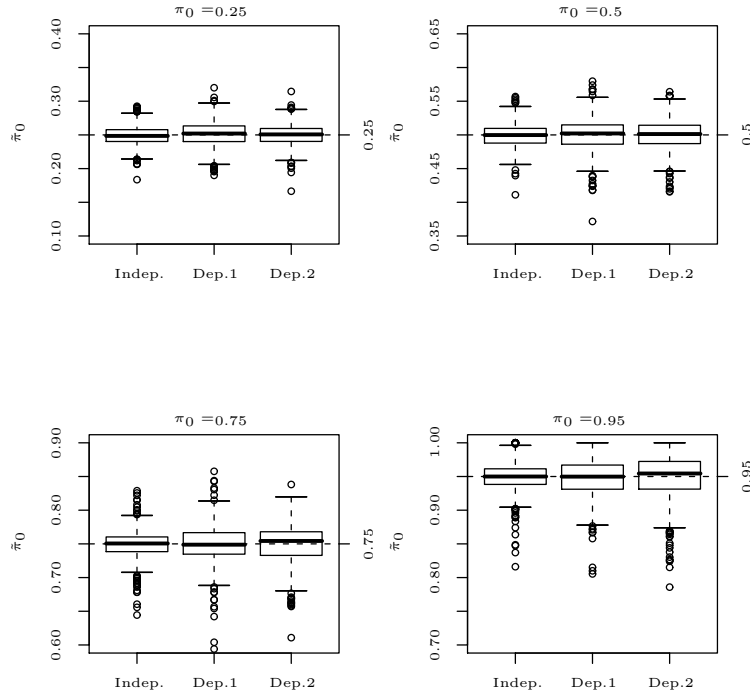 π0 =0.25
0.40
0.30
0.20
0.10
π̃0
0.25
Indep. Dep.1 Dep.2
π0 =0.5
0.65
0.55
0.45
0.35
π̃0
0.5
Indep. Dep.1 Dep.2
π0 =0.75
0.90
0.80
0.70
0.60
π̃0
0.75
Indep. Dep.1 Dep.2
π0 =0.95
1.00
0.90
0.80
0.70
π̃0
0.95
Indep. Dep.1 Dep.2